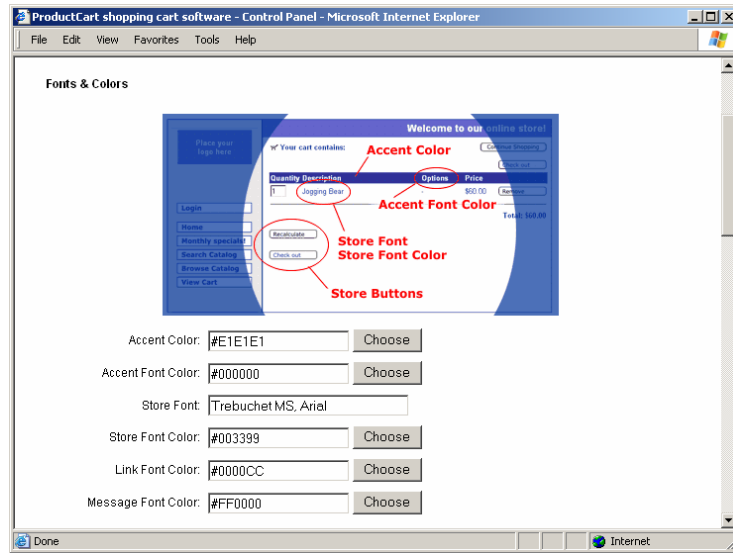 ProductCart shopping cart software - Control Panel - Microsoft Internet Explorer
File Edit View Favorites Tools Help
Fonts & Colors
Welcome to our online store!
Place your
logo here
Your cart contains:
Continue Shopping
Accent Color
Check out
Quantity Description Options Price
1 Jogging Bear - $60.00 Remove
Accent Font Color
Login
Total: $60.00
Home
Monthly specials!
Search Catalog
Browse Catalog
View Cart
Recalculate
Check out
Store Font
Store Font Color
Store Buttons
Accent Color: #E1E1E1 Choose
Accent Font Color: #000000 Choose
Store Font: Trebuchet MS, Arial
Store Font Color: #003399 Choose
Link Font Color: #0000CC Choose
Message Font Color: #FF0000 Choose
Done
Internet